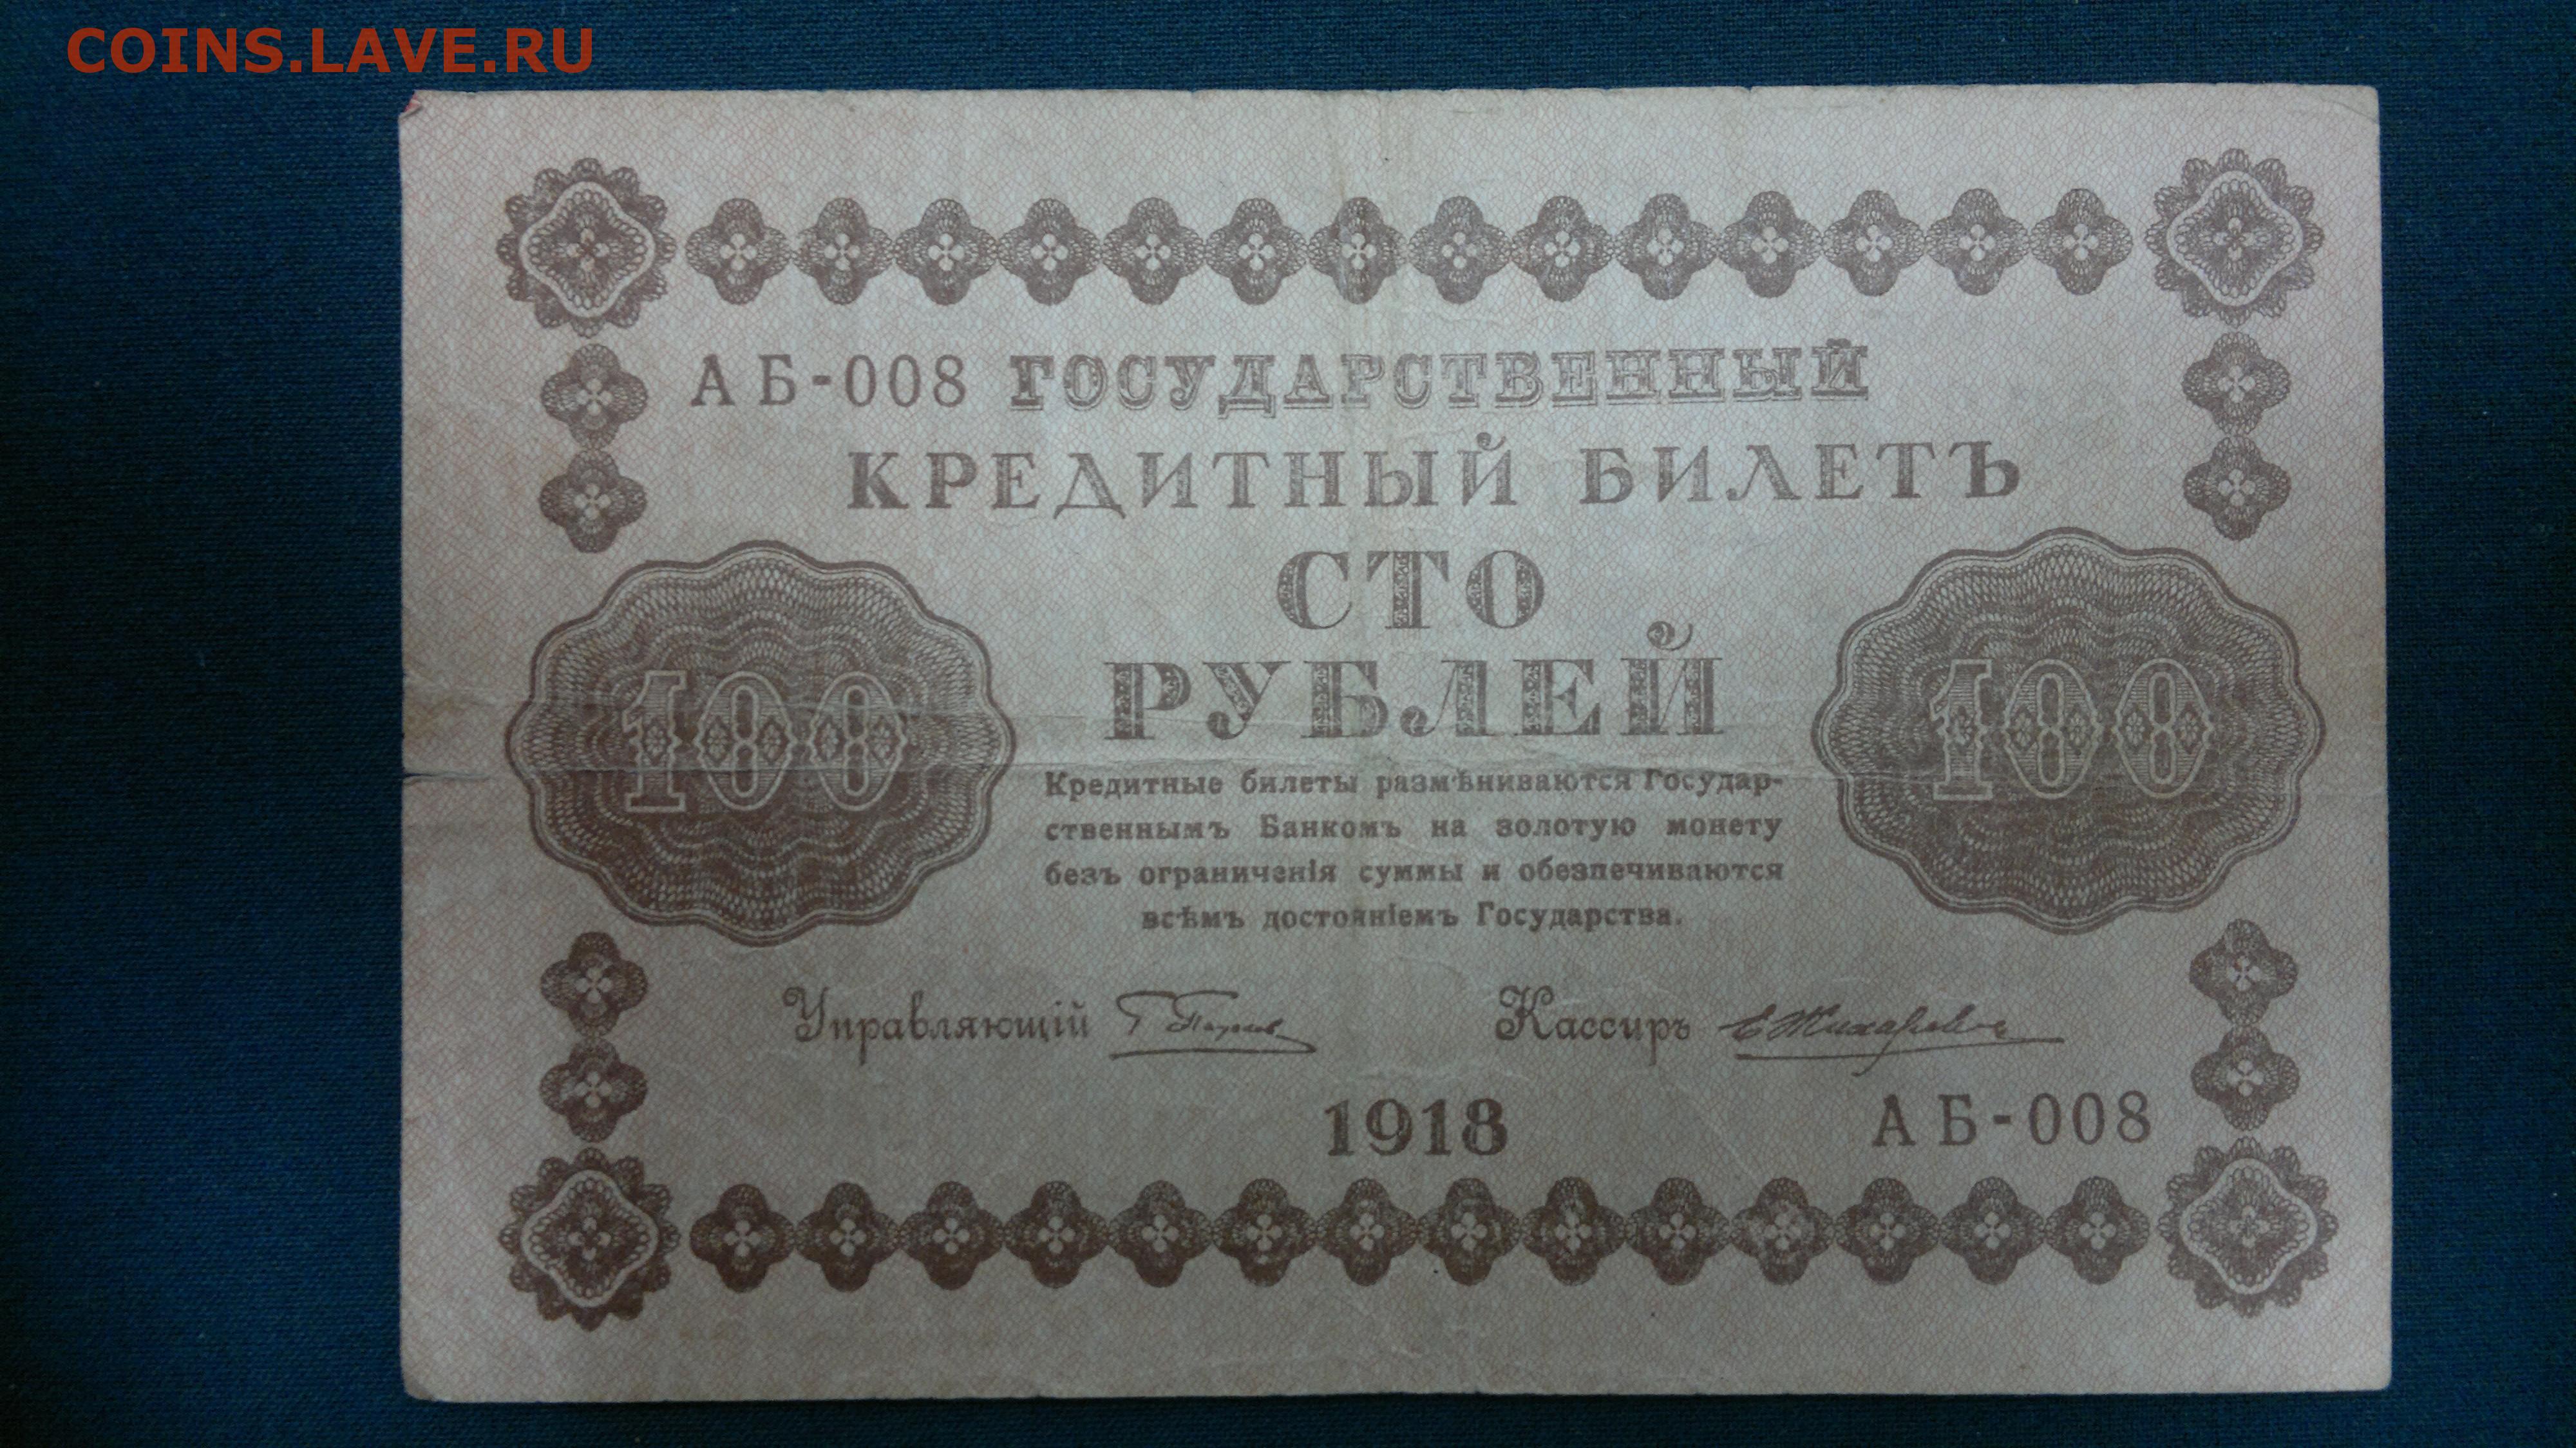 COINS.LAVE.RU
АБ-008 ГОСУДАРСТВЕННЫЙ
КРЕДИТНЫЙ БИЛЕТЪ
СТО
РУБЛЕЙ
100
100
Кредитные билеты размѣниваются Государ-
ственнымъ Банкомъ на золотую монету
безъ ограниченія суммы и обезпечиваются
всѣмъ достояніемъ Государства.
Управляющій
Кассиръ
1918
АБ-008